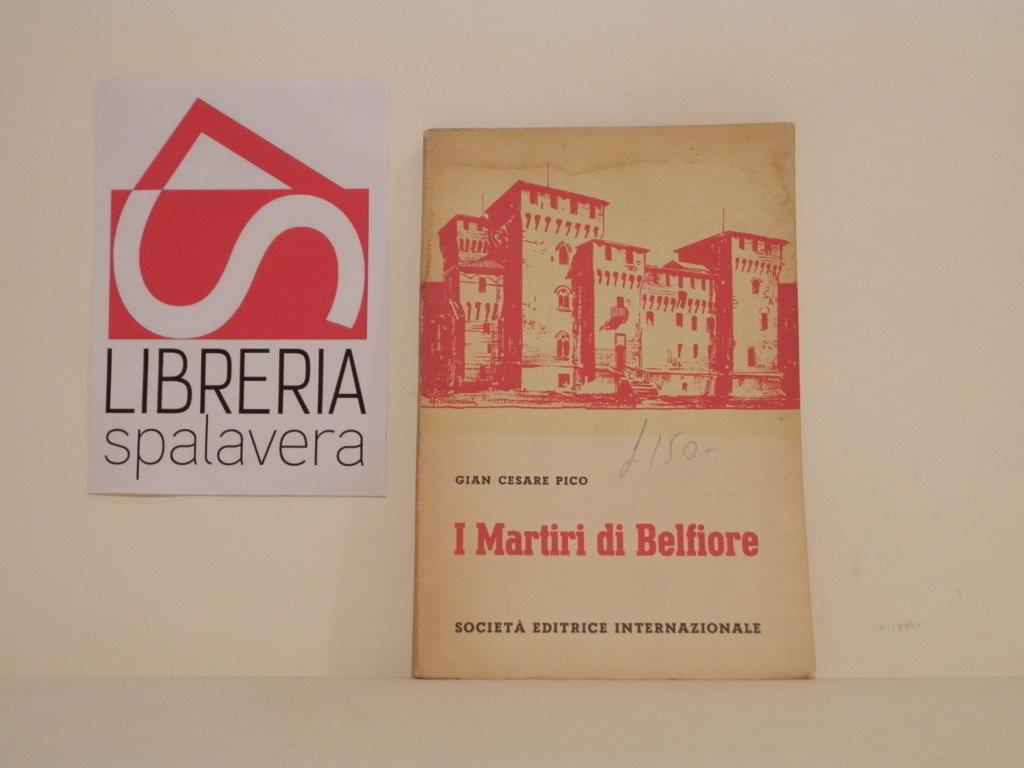 LIBRERIA
spalavera
£150-
GIAN CESARE PICO
I Martiri di Belfiore
SOCIETÀ EDITRICE INTERNAZIONALE